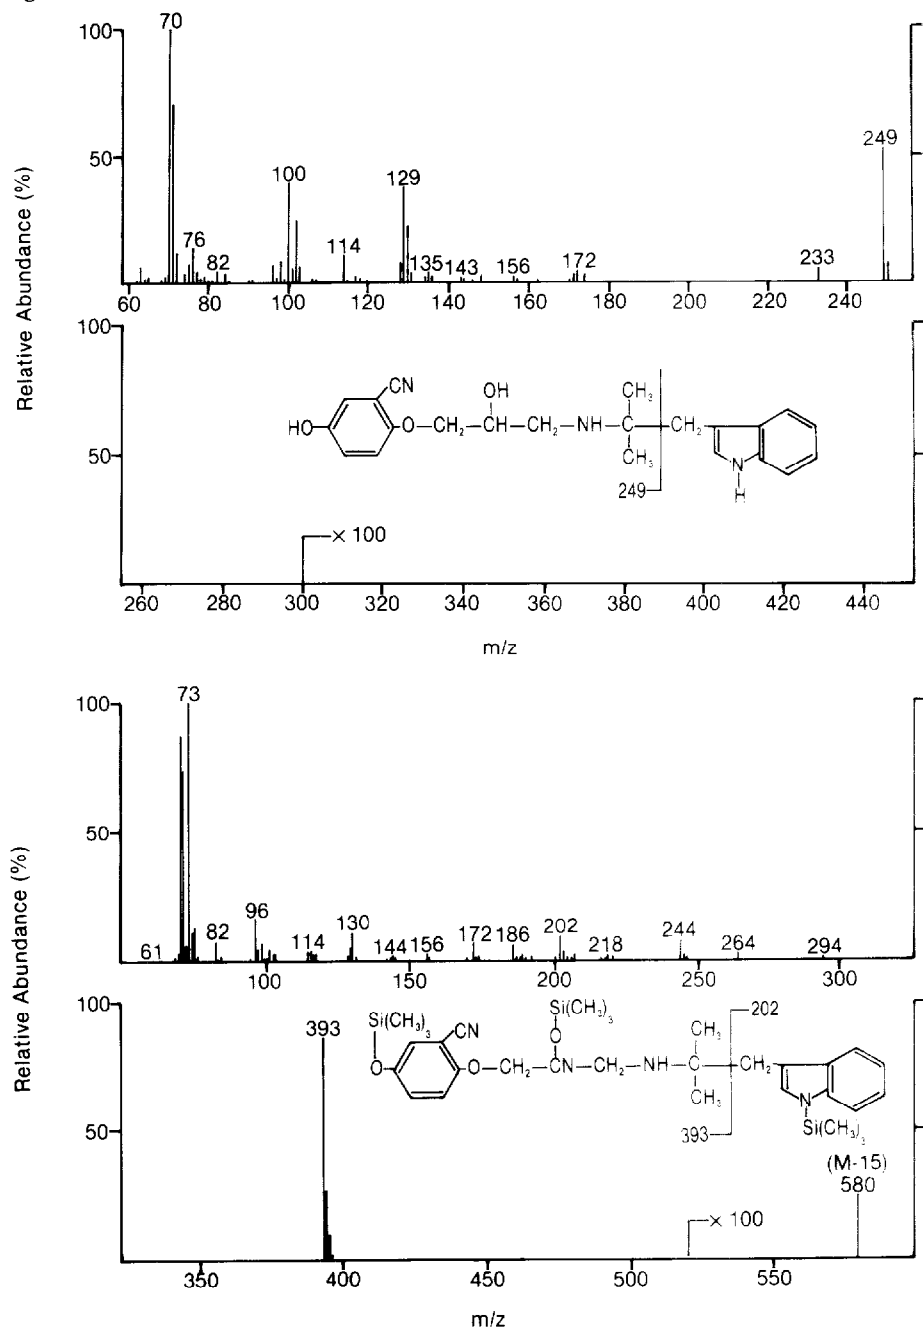 70
100
249
50
100
129
76
82
114
135
143
156
172
233
60 80 100 120 140 160 180 200 220 240
Relative Abundance (%)
100
50
CN
OH
HO
O—CH₂—CH—CH₂—NH—C—CH₂
CH₃
CH₃
N
H
249
× 100
260 280 300 320 340 360 380 400 420 440
m/z
73
100
50
61
82
96
114
130
144
156
172
186
202
218
244
264
294
100 150 200 250 300
Relative Abundance (%)
100
393
50
Si(CH₃)₃
CN
Si(CH₃)₃
O
O
O—CH₂—CN—CH₂—NH—C—CH₂
CH₃
CH₃
202
393
N
Si(CH₃)₃
(M-15)
580
× 100
350 400 450 500 550
m/z